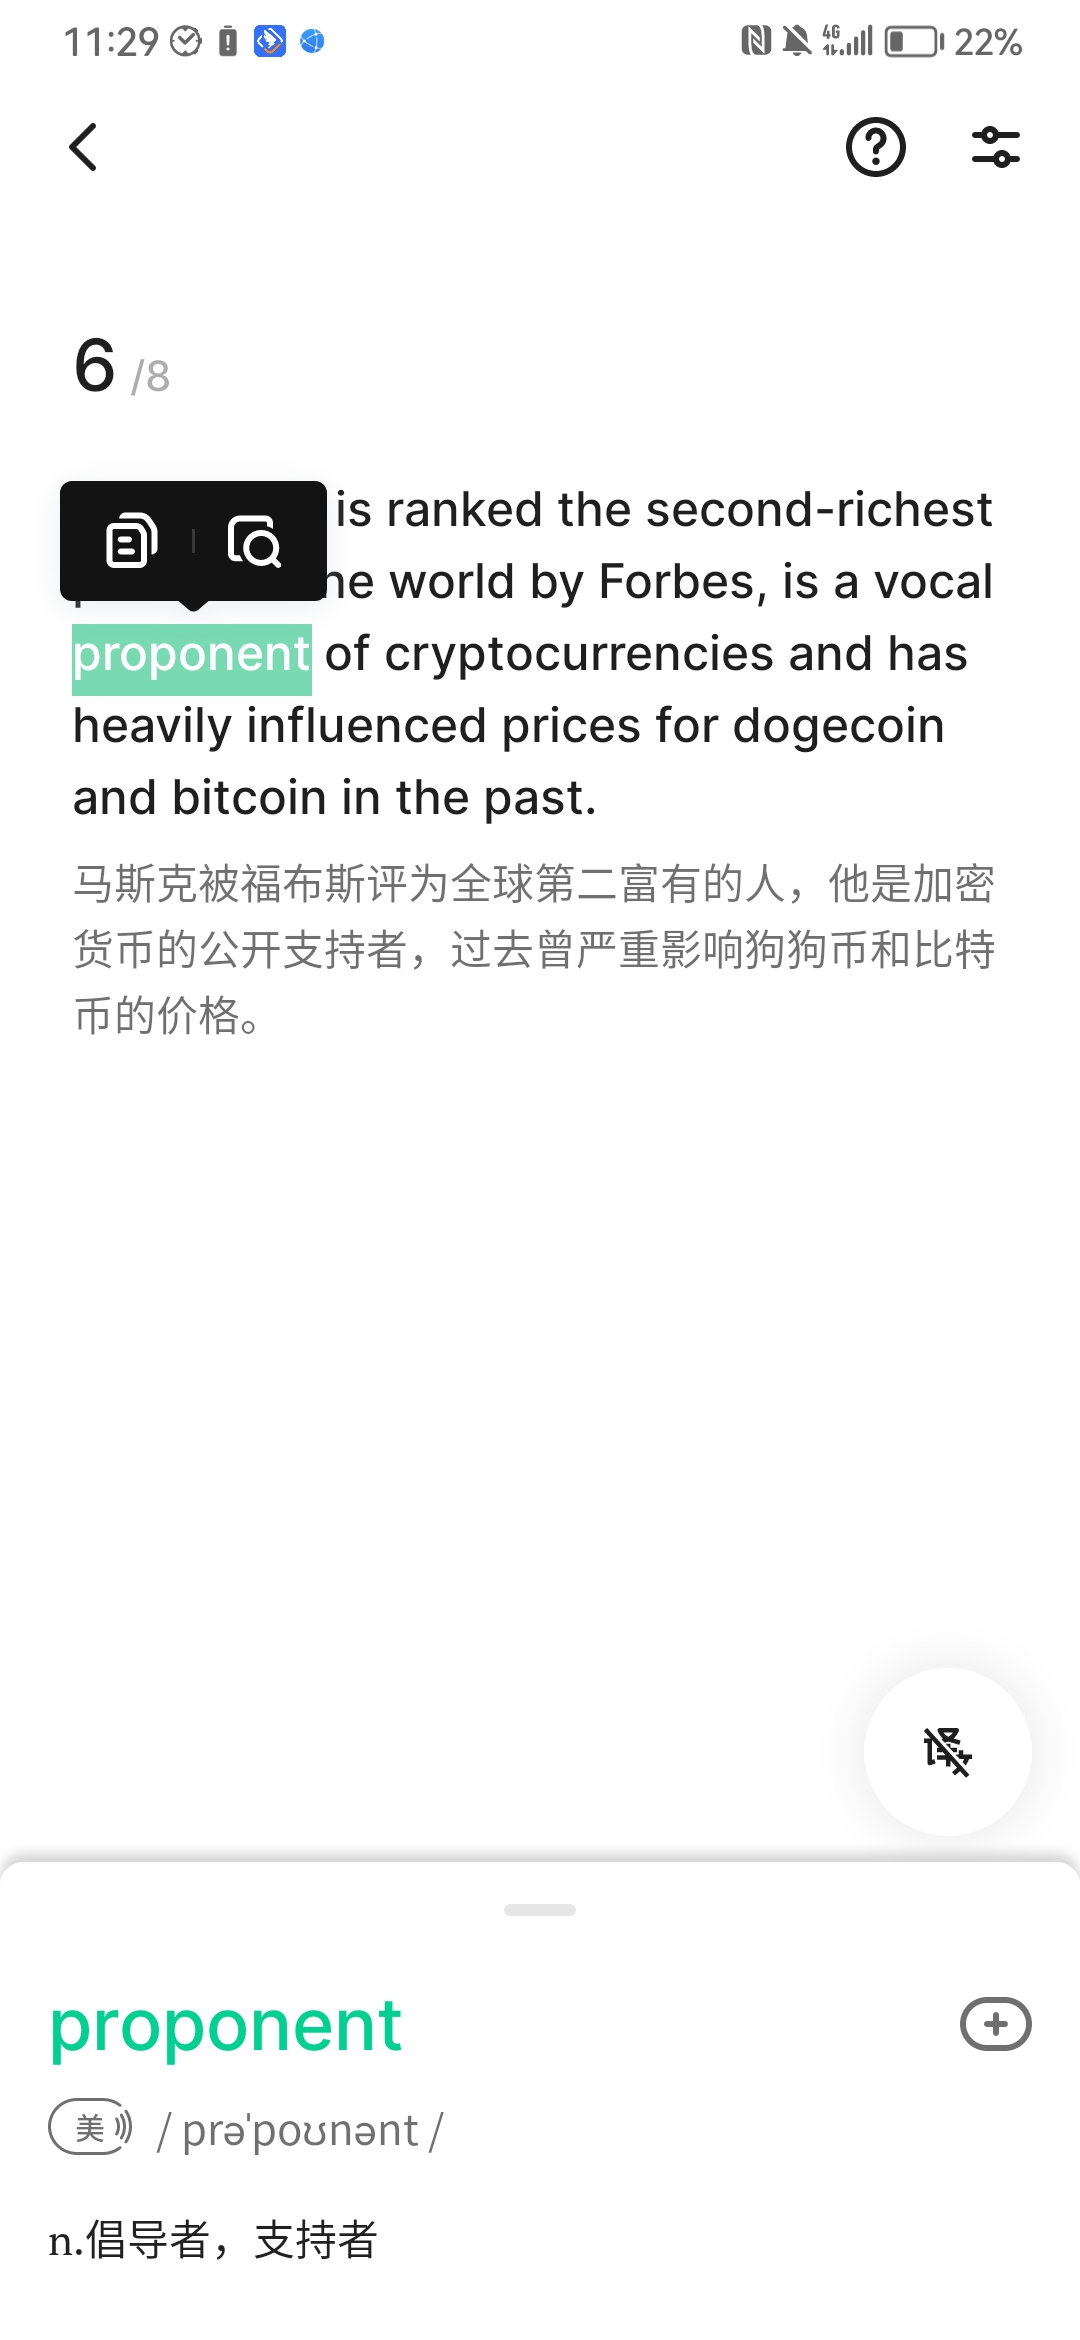 11:29
4G
22%
6 /8
is ranked the second-richest
world by Forbes, is a vocal
proponent of cryptocurrencies and has
heavily influenced prices for dogecoin
and bitcoin in the past.
马斯克被福布斯评为全球第二富有的人，他是加密
货币的公开支持者，过去曾严重影响狗狗币和比特
币的价格。
proponent
美 / prəˈpoʊnənt /
n.倡导者，支持者